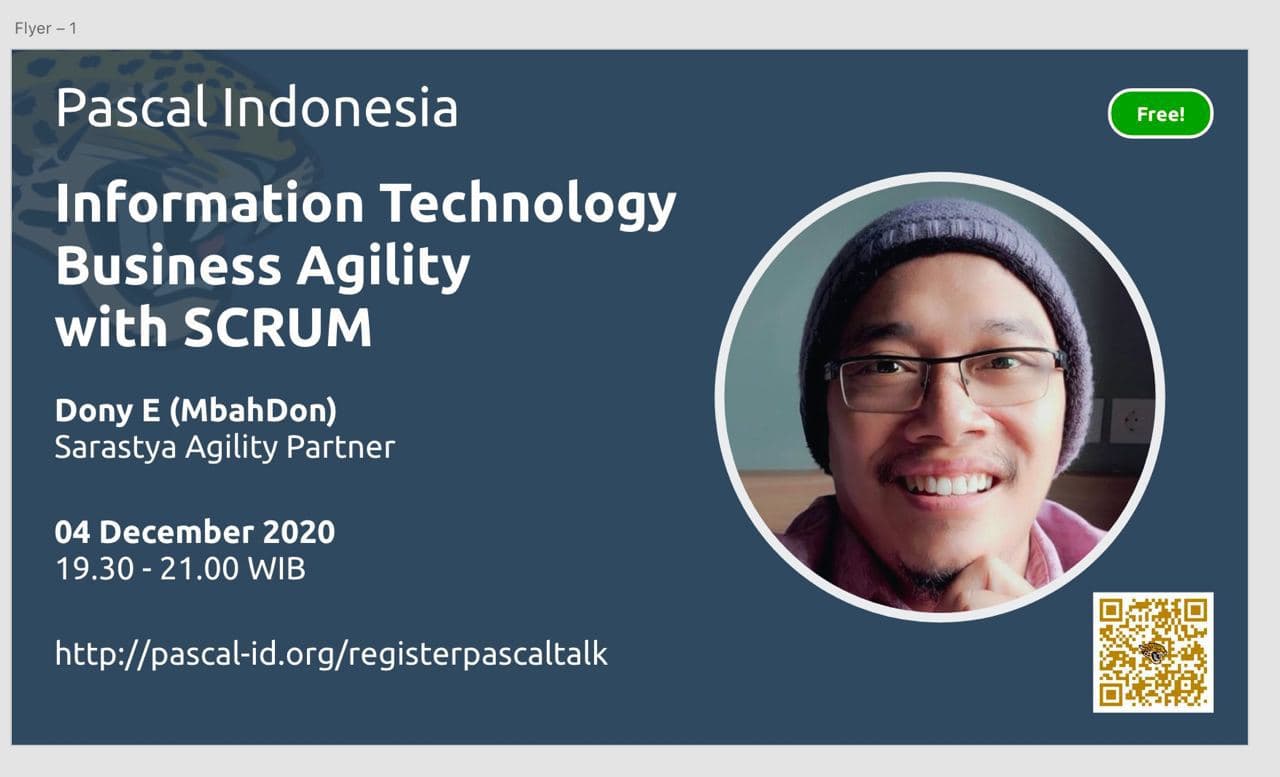 Flyer – 1
Pascal Indonesia
Free!
Information Technology
Business Agility
with SCRUM
Dony E (MbahDon)
Sarastya Agility Partner
04 December 2020
19.30 - 21.00 WIB
http://pascal-id.org/registerpascaltalk